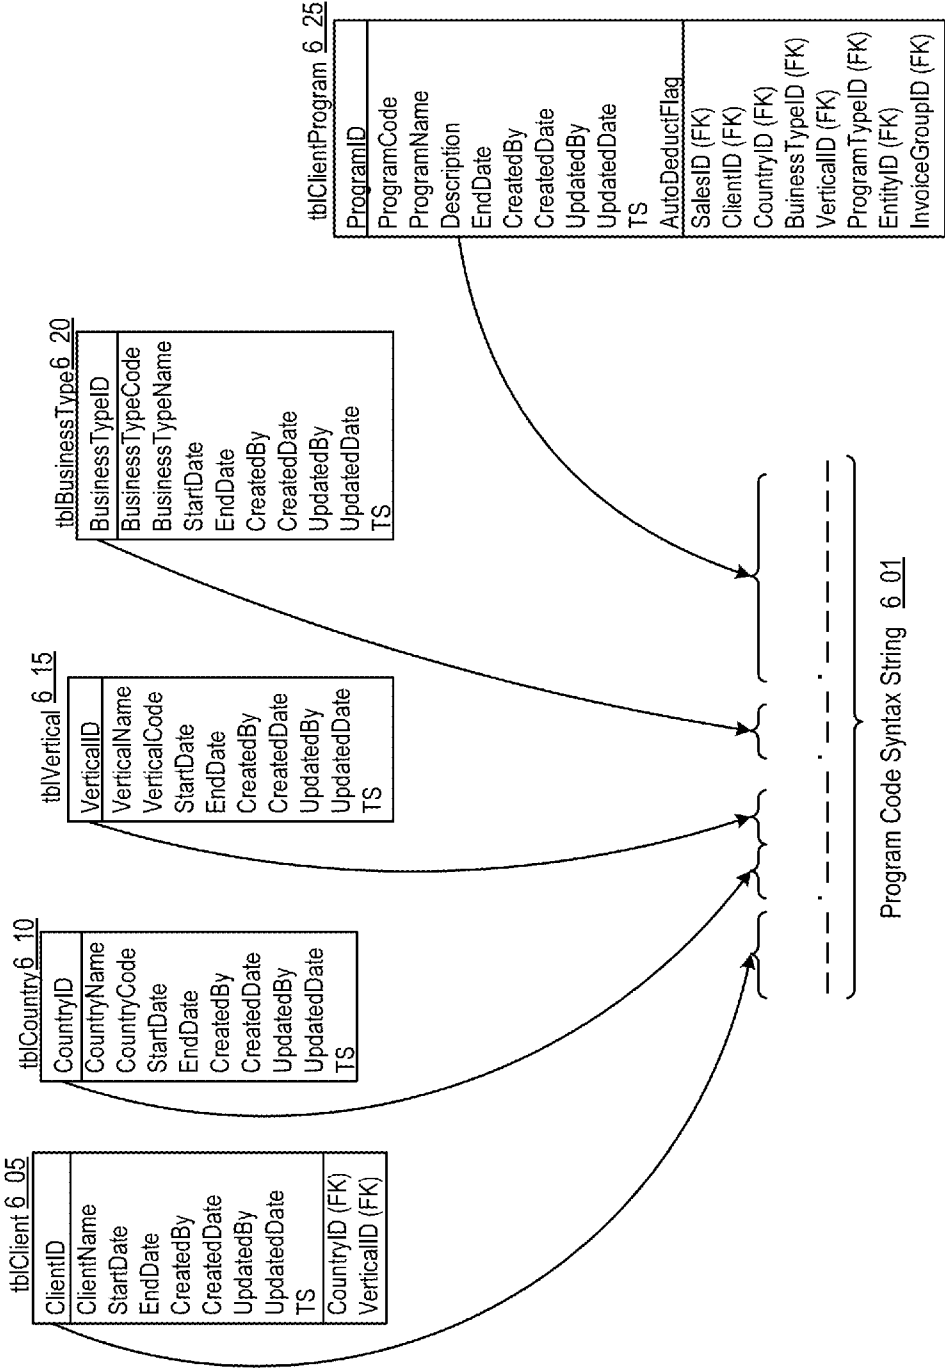 tblClient 6 05
ClientID
ClientName
StartDate
EndDate
CreatedBy
CreatedDate
UpdatedBy
UpdatedDate
TS
CountryID (FK)
VerticalID (FK)
tblCountry 6 10
CountryID
CountryName
CountryCode
StartDate
EndDate
CreatedBy
CreatedDate
UpdatedBy
UpdatedDate
TS
tblVertical 6 15
VerticalID
VerticalName
VerticalCode
StartDate
EndDate
CreatedBy
CreatedDate
UpdatedBy
UpdatedDate
TS
tblBusinessType 6 20
BusinessTypeID
BusinessTypeCode
BusinessTypeName
StartDate
EndDate
CreatedBy
CreatedDate
UpdatedBy
UpdatedDate
TS
tblClientProgram 6 25
ProgramID
ProgramCode
ProgramName
Description
EndDate
CreatedBy
CreatedDate
UpdatedBy
UpdatedDate
TS
AutoDeductFlag
SalesID (FK)
ClientID (FK)
CountryID (FK)
BuinessTypeID (FK)
VerticalID (FK)
ProgramTypeID (FK)
EntityID (FK)
InvoiceGroupID (FK)
Program Code Syntax String 6 01